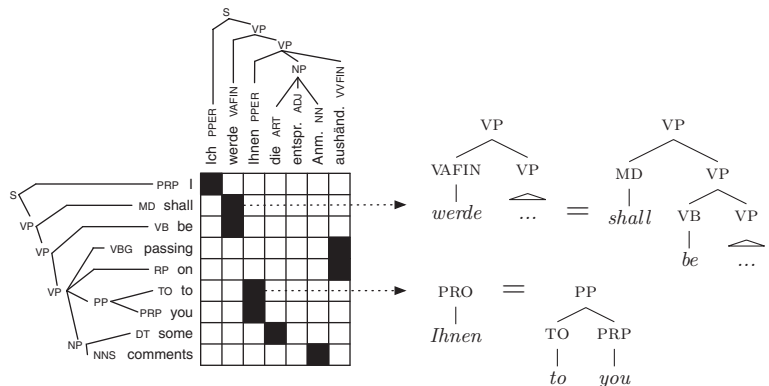 S
VP
VP
NP
Ich PPER
werde VAFIN
Ihnen PPER
die ART
entspr. ADJ
Anm. NN
aushänd. VVFIN
S
VP
VP
VP
PP
NP
PRP I
MD shall
VB be
VBG passing
RP on
TO to
PRP you
DT some
NNS comments
VP VP
VAFIN VP MD VP
werde ... = shall VB VP
be ...
PRO = PP
Ihnen TO PRP
to you